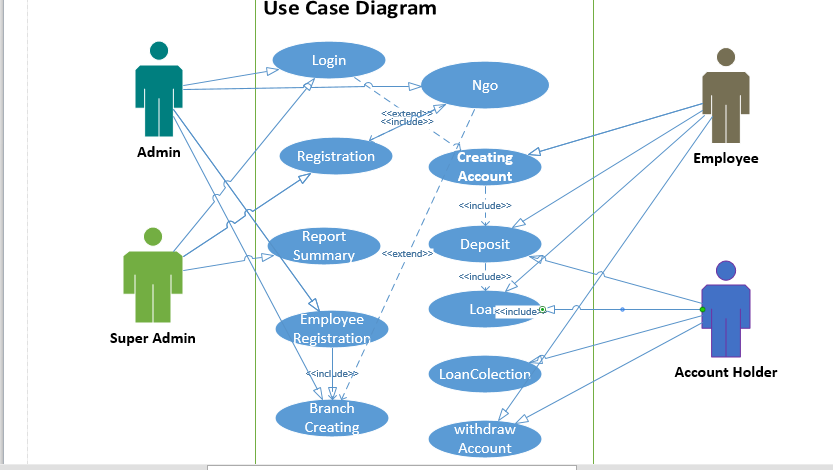 Use Case Diagram
Login
Ngo
<<extend>>
<<include>>
Admin
Registration
Creating
Account
Employee
<<include>>
Report
Summary
<<extend>>
Deposit
<<include>>
Super Admin
Employee
Registration
Loan
<<include>>
Account Holder
<<include>>
LoanColection
Branch
Creating
withdraw
Account